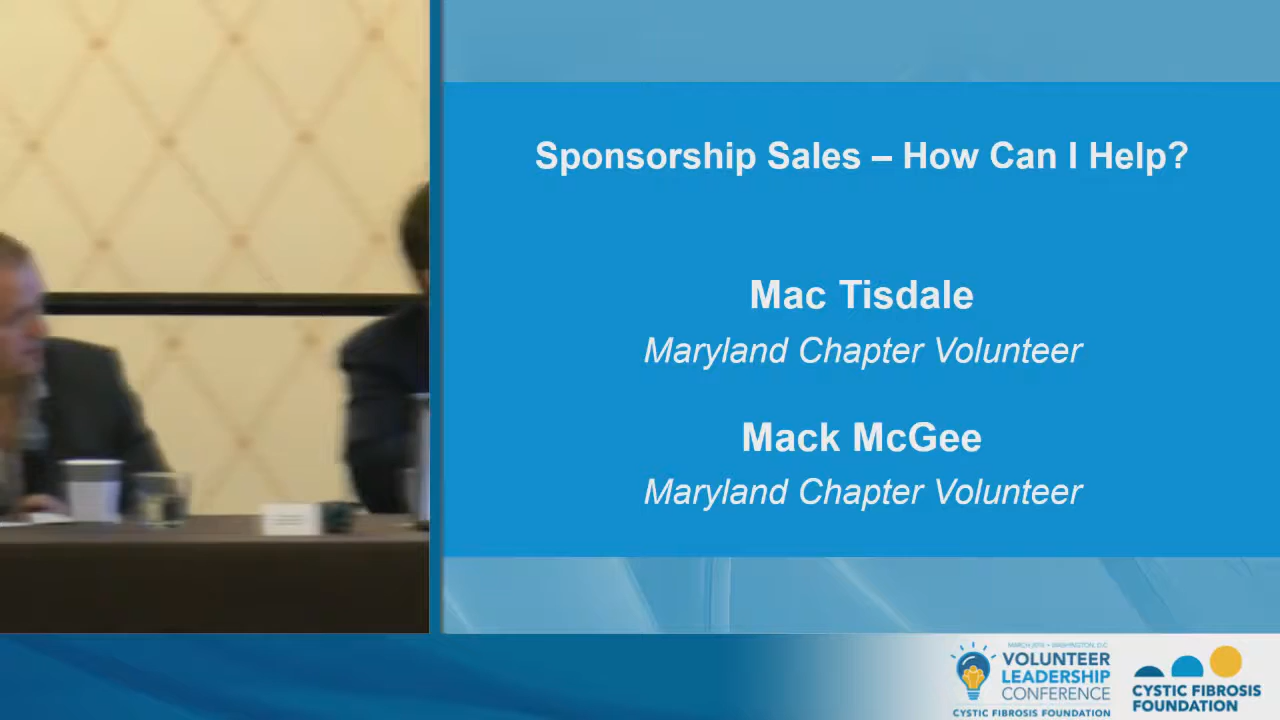 Sponsorship Sales – How Can I Help?
Mac Tisdale
Maryland Chapter Volunteer
Mack McGee
Maryland Chapter Volunteer
VOLUNTEER
LEADERSHIP
CONFERENCE
CYSTIC FIBROSIS FOUNDATION
CYSTIC FIBROSIS
FOUNDATION